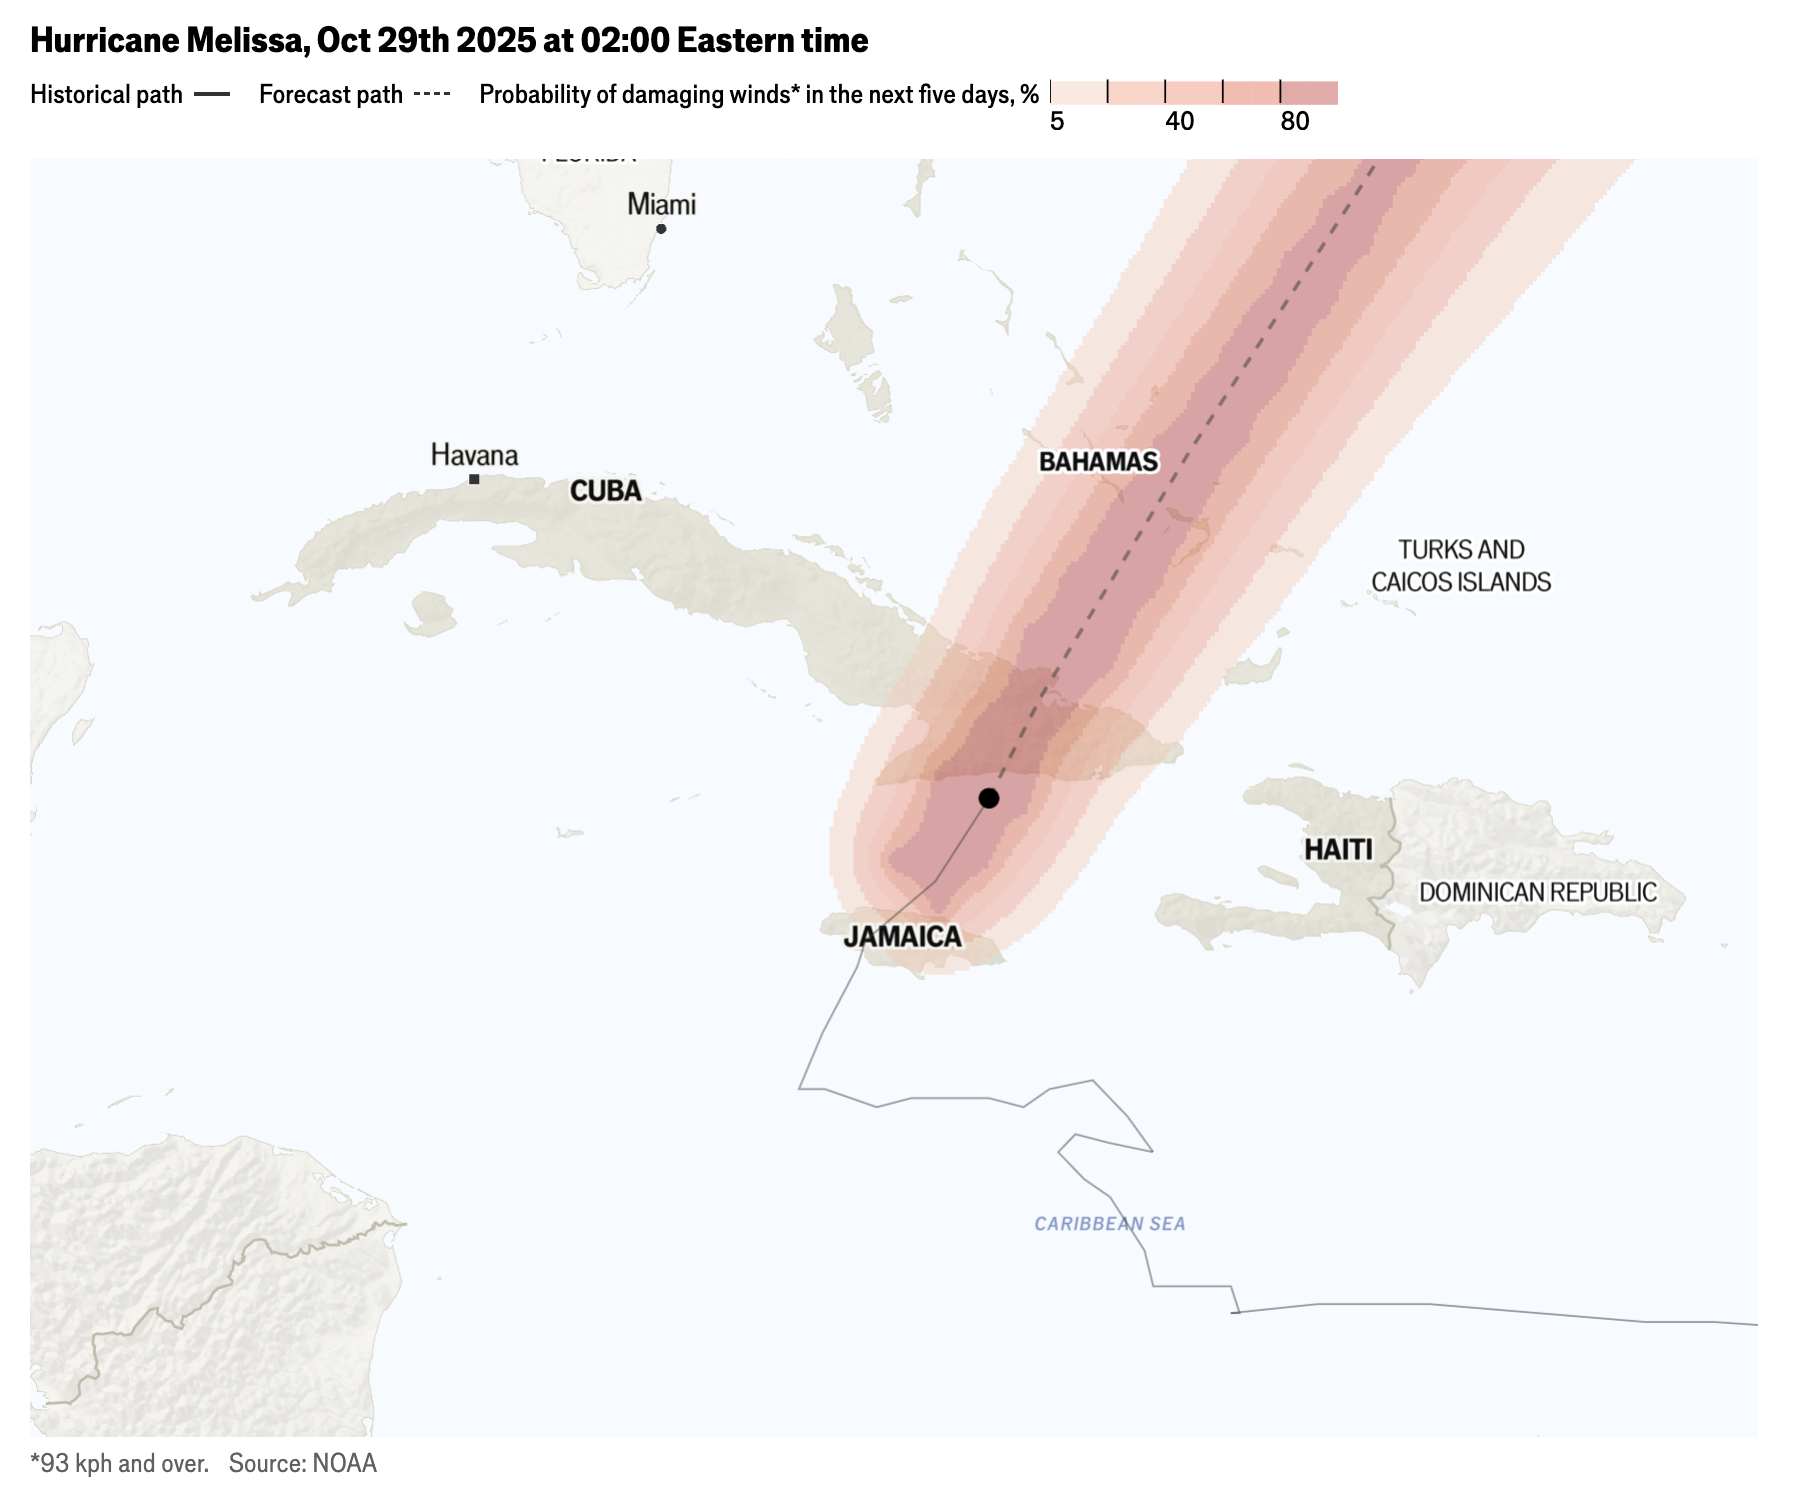 Hurricane Melissa, Oct 29th 2025 at 02:00 Eastern time
Historical path Forecast path Probability of damaging winds* in the next five days, %
5 40 80
FLORIDA
Miami
Havana
CUBA
BAHAMAS
TURKS AND
CAICOS ISLANDS
HAITI
DOMINICAN REPUBLIC
JAMAICA
CARIBBEAN SEA
*93 kph and over. Source: NOAA